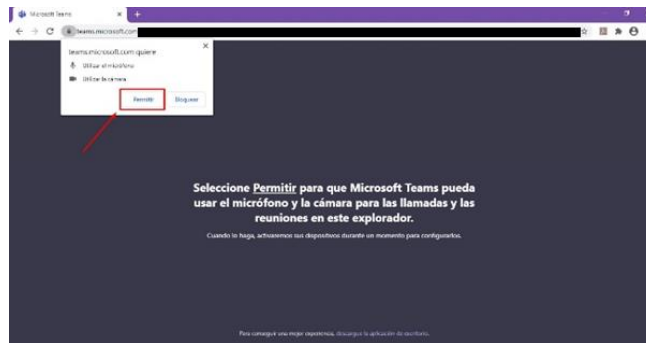 Microsoft Teams
teams.microsoft.com
teams.microsoft.com quiere
Utilizar el micrófono
Utilizar la cámara
Permitir
Bloquear
Seleccione Permitir para que Microsoft Teams pueda
usar el micrófono y la cámara para las llamadas y las
reuniones en este explorador.
Cuando lo haga, activaremos sus dispositivos durante un momento para configurarlos.
Para conseguir una mejor experiencia, descargue la aplicación de escritorio.